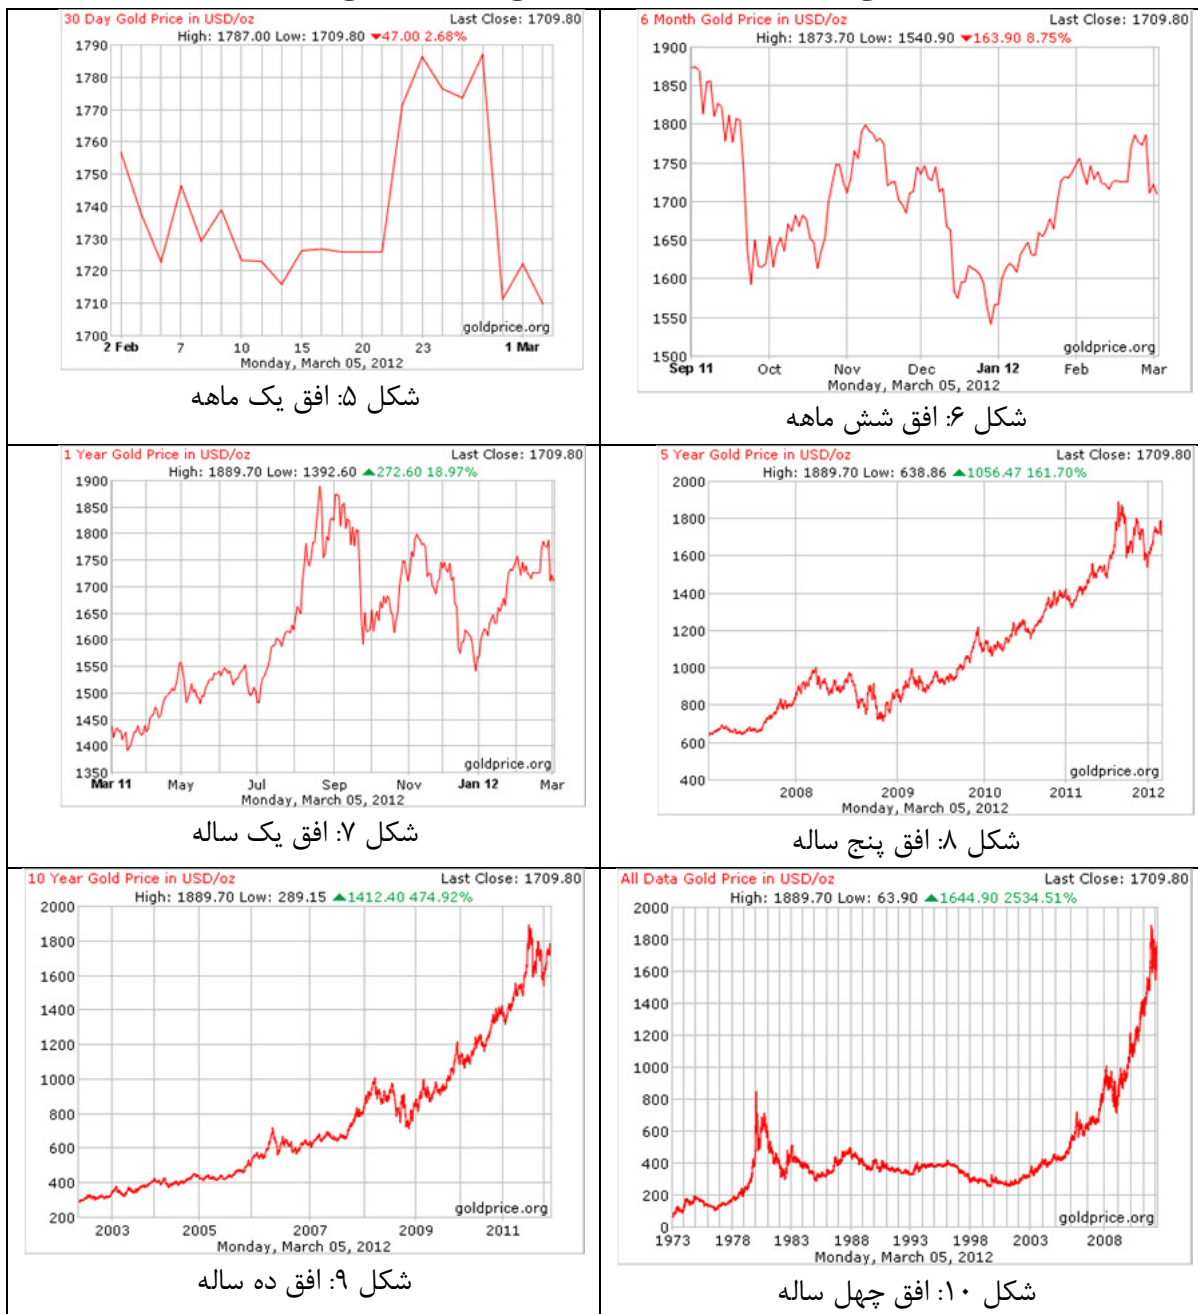 30 Day Gold Price in USD/oz Last Close: 1709.80
High: 1787.00 Low: 1709.80 ▼47.00 2.68%
1790
1780
1770
1760
1750
1740
1730
1720
1710
1700
goldprice.org
2 Feb 7 10 15 20 23 1 Mar
Monday, March 05, 2012
شکل ۵: افق یک ماهه
6 Month Gold Price in USD/oz Last Close: 1709.80
High: 1873.70 Low: 1540.90 ▼163.90 8.75%
1900
1850
1800
1750
1700
1650
1600
1550
1500
goldprice.org
Sep 11 Oct Nov Dec Jan 12 Feb Mar
Monday, March 05, 2012
شکل ۶: افق شش ماهه
1 Year Gold Price in USD/oz Last Close: 1709.80
High: 1889.70 Low: 1392.60 ▲272.60 18.97%
1900
1850
1800
1750
1700
1650
1600
1550
1500
1450
1400
1350
goldprice.org
Mar 11 May Jul Sep Nov Jan 12 Mar
Monday, March 05, 2012
شکل ۷: افق یک ساله
5 Year Gold Price in USD/oz Last Close: 1709.80
High: 1889.70 Low: 638.86 ▲1056.47 161.70%
2000
1800
1600
1400
1200
1000
800
600
400
goldprice.org
2008 2009 2010 2011 2012
Monday, March 05, 2012
شکل ۸: افق پنج ساله
10 Year Gold Price in USD/oz Last Close: 1709.80
High: 1889.70 Low: 289.15 ▲1412.40 474.92%
2000
1800
1600
1400
1200
1000
800
600
400
200
goldprice.org
2003 2005 2007 2009 2011
Monday, March 05, 2012
شکل ۹: افق ده ساله
All Data Gold Price in USD/oz Last Close: 1709.80
High: 1889.70 Low: 63.90 ▲1644.90 2534.51%
2000
1800
1600
1400
1200
1000
800
600
400
200
0
goldprice.org
1973 1978 1983 1988 1993 1998 2003 2008
Monday, March 05, 2012
شکل ۱۰: افق چهل ساله